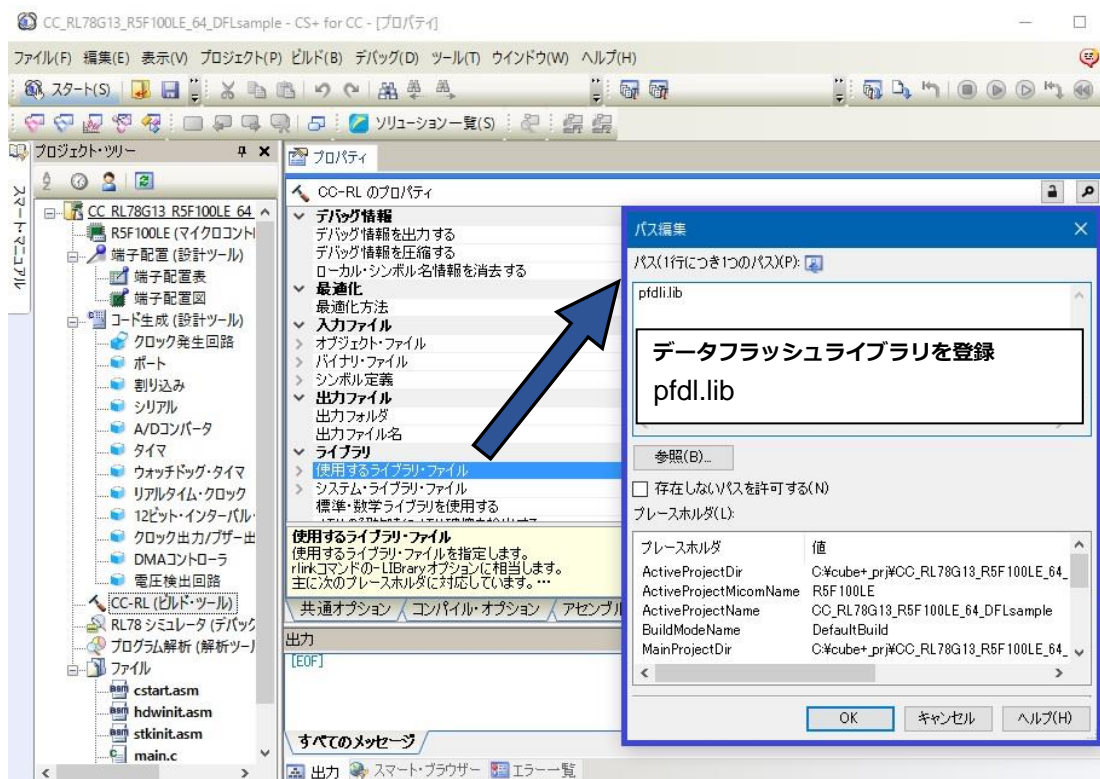 CC_RL78G13_R5F100LE_64_DFLsample - CS+ for CC - [プロパティ]
ファイル(F) 編集(E) 表示(V) プロジェクト(P) ビルド(B) デバッグ(D) ツール(T) ウインドウ(W) ヘルプ(H)
スタート(S)
ソリューション一覧(S)
スマート・マニュアル
プロジェクト・ツリー
CC_RL78G13_R5F100LE_64_
R5F100LE (マイクロコント
端子配置 (設計ツール)
端子配置表
端子配置図
コード生成 (設計ツール)
クロック発生回路
ポート
割り込み
シリアル
A/Dコンバータ
タイマ
ウォッチドッグ・タイマ
リアルタイム・クロック
12ビット・インターバル・
クロック出力/ブザー出
DMAコントローラ
電圧検出回路
CC-RL (ビルド・ツール)
RL78 シミュレータ (デバッグ
プログラム解析 (解析ツール
ファイル
cstart.asm
hdwinit.asm
stkinit.asm
main.c
プロパティ
CC-RL のプロパティ
デバッグ情報
デバッグ情報を出力する
デバッグ情報を圧縮する
ローカル・シンボル名情報を消去する
最適化
最適化方法
入力ファイル
オブジェクト・ファイル
バイナリ・ファイル
シンボル定義
出力ファイル
出力フォルダ
出力ファイル名
ライブラリ
使用するライブラリ・ファイル
システム・ライブラリ・ファイル
標準・数学ライブラリを使用する
使用するライブラリ・ファイル
使用するライブラリ・ファイルを指定します。
rlinkコマンドの-LIBraryオプションに相当します。
主に次のプレースホルダに対応しています。…
共通オプション
コンパイル・オプション
アセンブル
出力
[EOF]
すべてのメッセージ
出力
スマート・ブラウザー
エラー一覧
パス編集
パス(1行につき1つのパス)(P):
pfdli.lib
データフラッシュライブラリを登録
pfdl.lib
参照(B)...
存在しないパスを許可する(N)
プレースホルダ(L):
プレースホルダ 値
ActiveProjectDir C:¥cube+_prj¥CC_RL78G13_R5F100LE_64_
ActiveProjectMicomName R5F100LE
ActiveProjectName CC_RL78G13_R5F100LE_64_DFLsample
BuildModeName DefaultBuild
MainProjectDir C:¥cube+_prj¥CC_RL78G13_R5F100LE_64_
OK
キャンセル
ヘルプ(H)